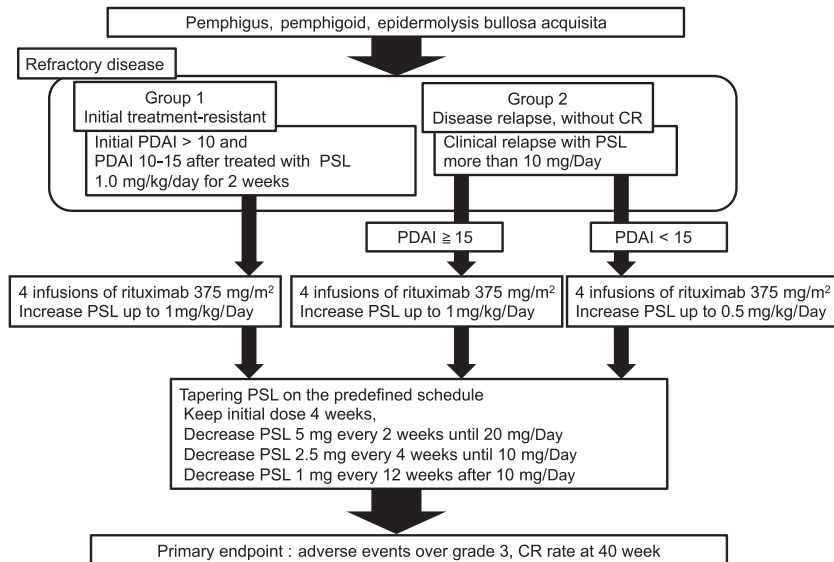 Pemphigus, pemphigoid, epidermolysis bullosa acquisita
Refractory disease
Group 1
Initial treatment-resistant
Initial PDAI > 10 and
PDAI 10-15 after treated with PSL
1.0 mg/kg/day for 2 weeks
Group 2
Disease relapse, without CR
Clinical relapse with PSL
more than 10 mg/Day
PDAI ≧ 15
PDAI < 15
4 infusions of rituximab 375 mg/m²
Increase PSL up to 1mg/kg/Day
4 infusions of rituximab 375 mg/m²
Increase PSL up to 1mg/kg/Day
4 infusions of rituximab 375 mg/m²
Increase PSL up to 0.5 mg/kg/Day
Tapering PSL on the predefined schedule
Keep initial dose 4 weeks,
Decrease PSL 5 mg every 2 weeks until 20 mg/Day
Decrease PSL 2.5 mg every 4 weeks until 10 mg/Day
Decrease PSL 1 mg every 12 weeks after 10 mg/Day
Primary endpoint : adverse events over grade 3, CR rate at 40 week